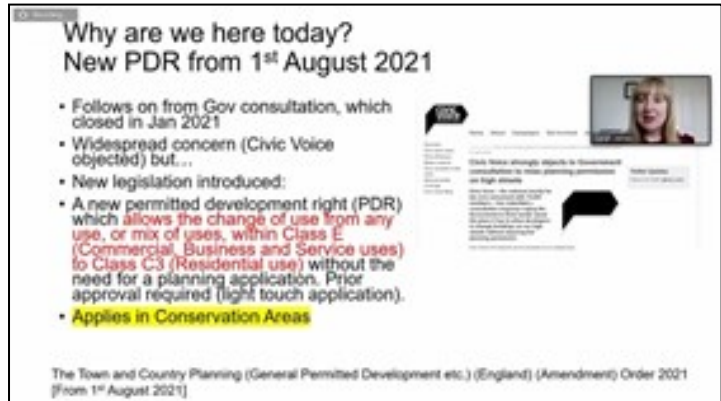 Why are we here today?
New PDR from 1st August 2021
• Follows on from Gov consultation, which
closed in Jan 2021
• Widespread concern (Civic Voice
objected) but…
• New legislation introduced:
• A new permitted development right (PDR)
which allows the change of use from any
use, or mix of uses, within Class E
(Commercial, Business and Service uses)
to Class C3 (Residential use) without the
need for a planning application. Prior
approval required (light touch application).
• Applies in Conservation Areas
Civic Voice strongly objects to Government
consultation to relax planning permission
on high streets
The Town and Country Planning (General Permitted Development etc.) (England) (Amendment) Order 2021
[From 1st August 2021]